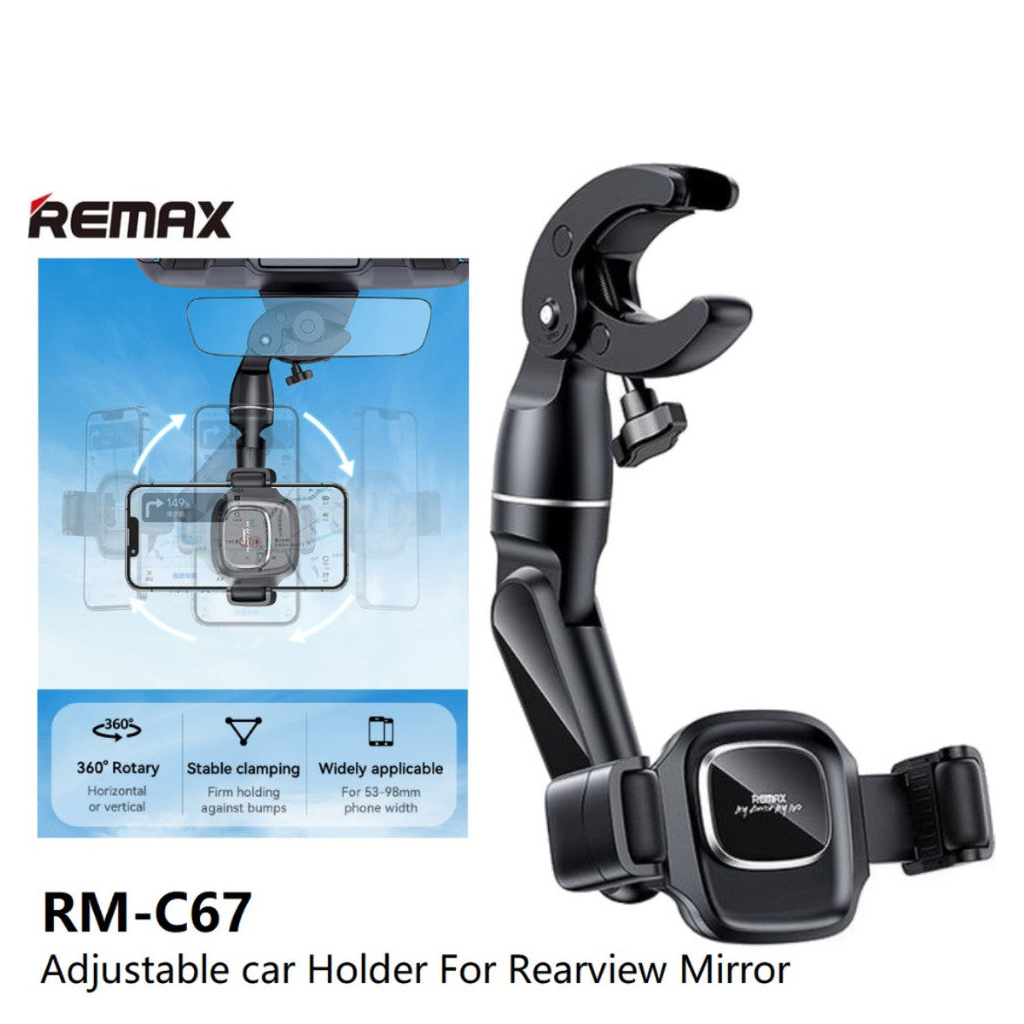 REMAX
149
360°
360° Rotary
Horizontal
or vertical
Stable clamping
Firm holding
against bumps
Widely applicable
For 53-98mm
phone width
REMAX
RM-C67
Adjustable car Holder For Rearview Mirror